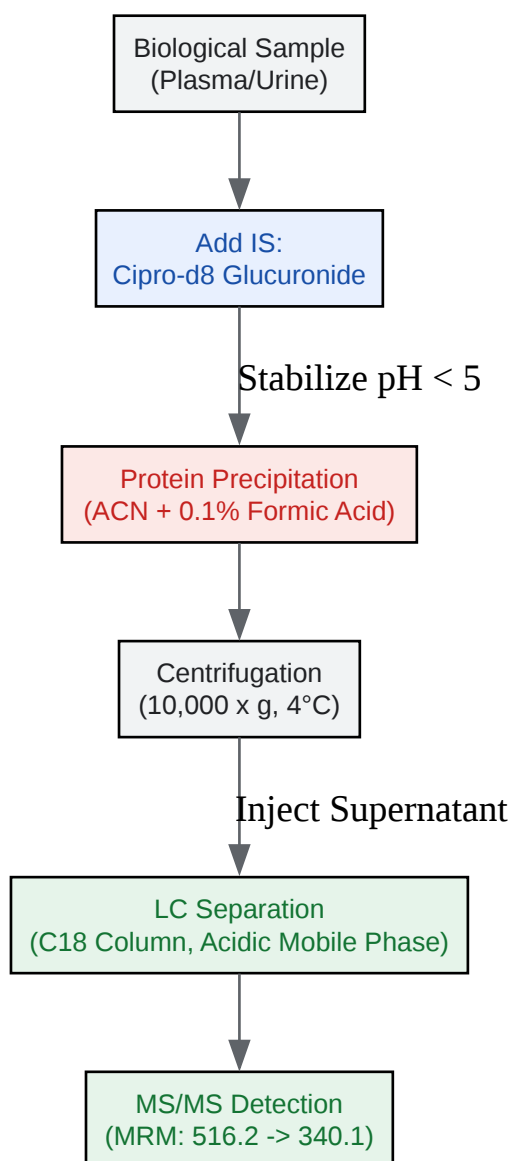 Biological Sample
(Plasma/Urine)
Add IS:
Cipro-d8 Glucuronide
Stabilize pH < 5
Protein Precipitation
(ACN + 0.1% Formic Acid)
Centrifugation
(10,000 x g, 4°C)
Inject Supernatant
LC Separation
(C18 Column, Acidic Mobile Phase)
MS/MS Detection
(MRM: 516.2 -> 340.1)